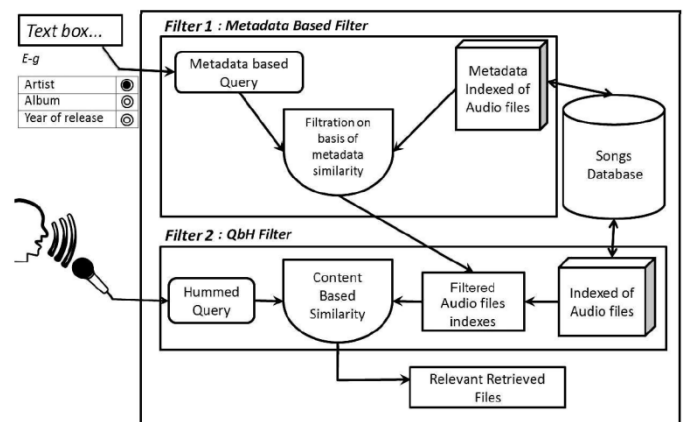 Text box...
E-g
Artist
Album
Year of release
Filter 1 : Metadata Based Filter
Metadata based
Query
Metadata
Indexed of
Audio files
Filtration on
basis of
metadata
similarity
Songs
Database
Filter 2 : QbH Filter
Hummed
Query
Content
Based
Similarity
Filtered
Audio files
indexes
Indexed of
Audio files
Relevant Retrieved
Files